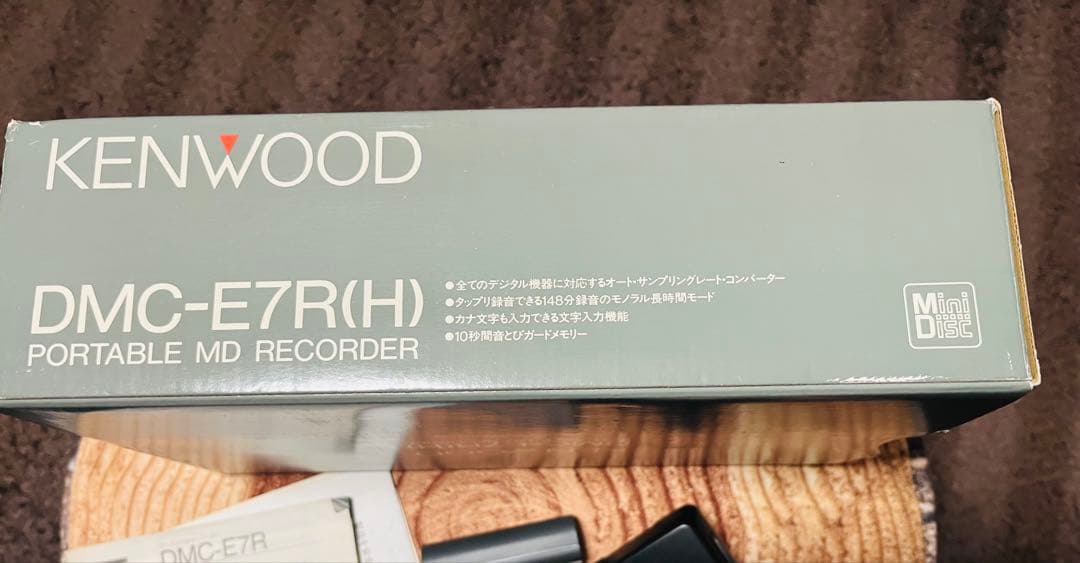 KENWOOD
DMC-E7R(H)
PORTABLE MD RECORDER
●全てのデジタル機器に対応するオート・サンプリングレート・コンバーター
●タップリ録音できる148分録音のモノラル長時間モード
●カナ文字も入力できる文字入力機能
●10秒間音とびガードメモリー
Mini
Disc
DMC-E7R